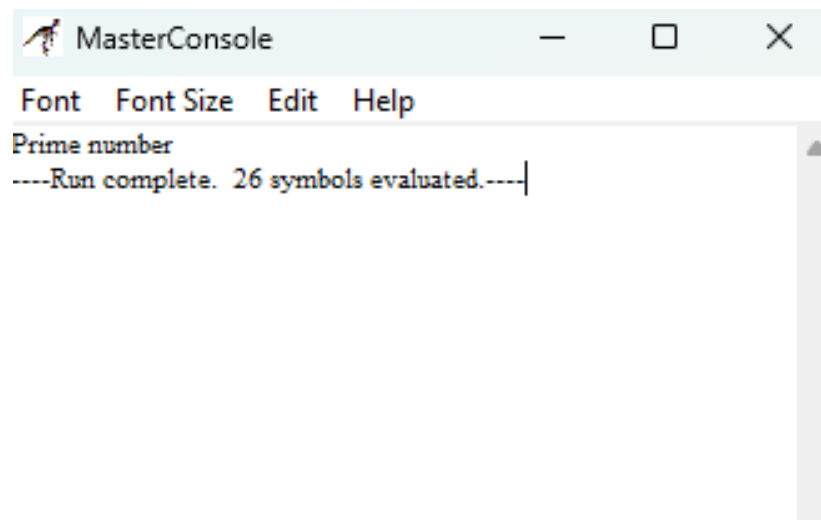 MasterConsole
Font Font Size Edit Help
Prime number
----Run complete.  26 symbols evaluated.----